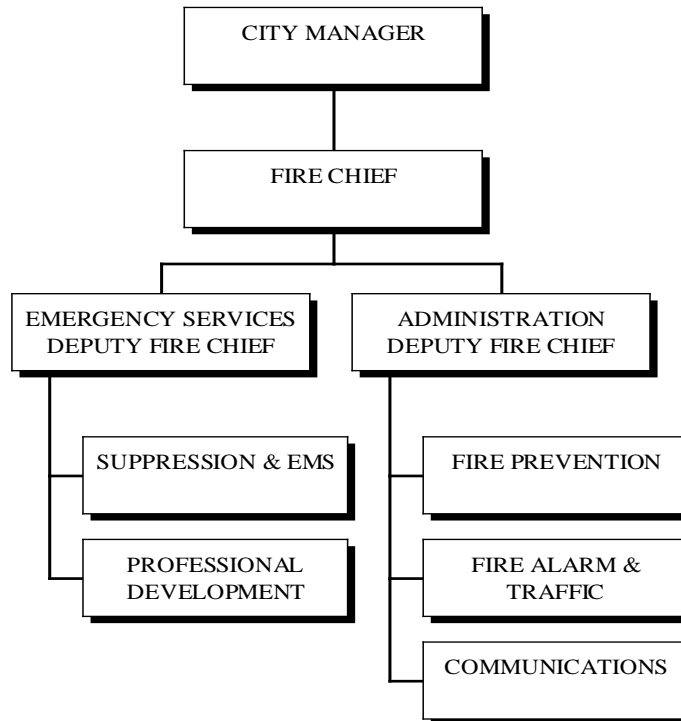 CITY MANAGER
FIRE CHIEF
EMERGENCY SERVICES
DEPUTY FIRE CHIEF
ADMINISTRATION
DEPUTY FIRE CHIEF
SUPPRESSION & EMS
PROFESSIONAL
DEVELOPMENT
FIRE PREVENTION
FIRE ALARM &
TRAFFIC
COMMUNICATIONS